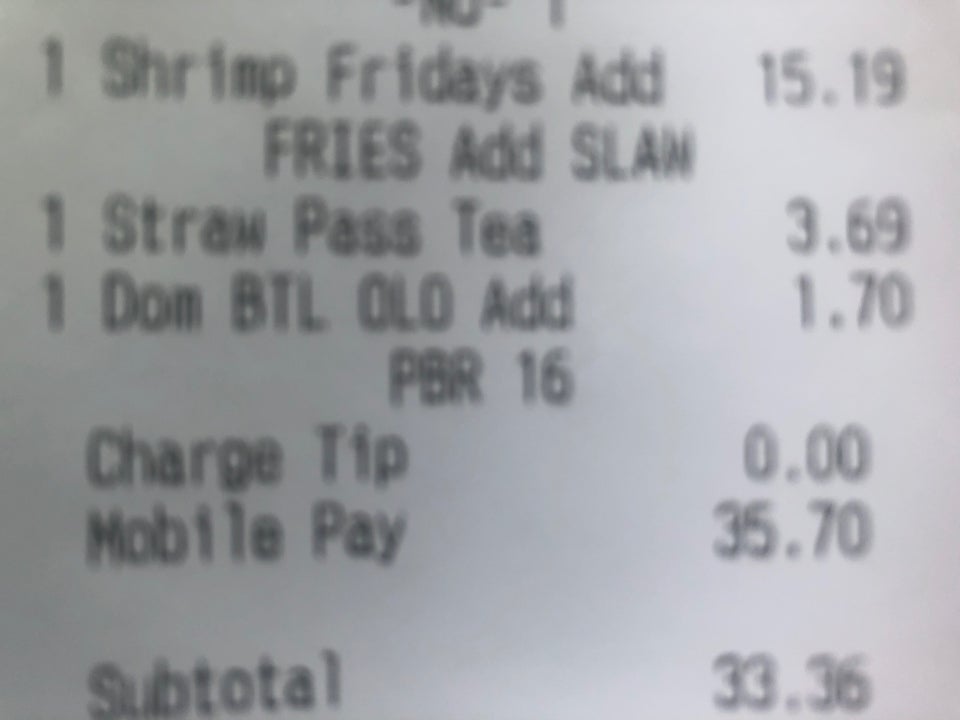 1 Shrimp Fridays Add 15.19
FRIES Add SLAW
1 Straw Pass Tea 3.69
1 Dom BTL OLO Add 1.70
PBR 16
Charge Tip 0.00
Mobile Pay 35.70
Subtotal 33.36